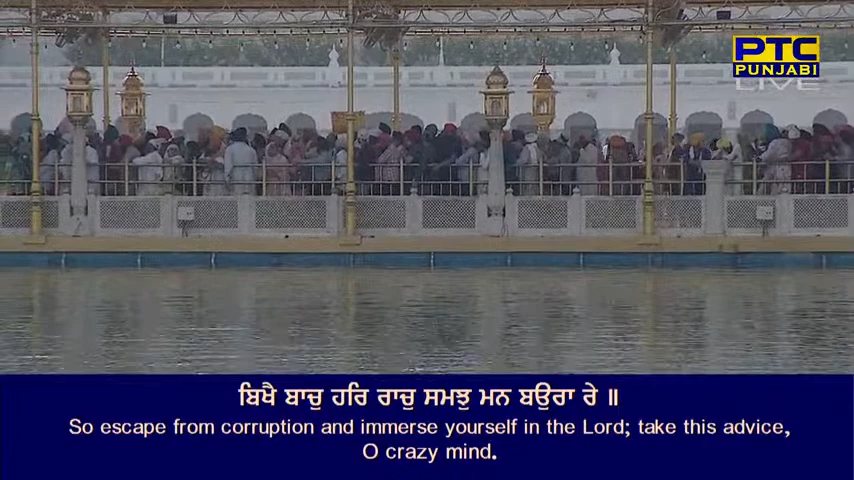 PTC
PUNJABI
LIVE
ਬਿਖੈ ਬਾਚੁ ਹਰਿ ਰਾਚੁ ਸਮਝੁ ਮਨ ਬਉਰਾ ਰੇ ॥
So escape from corruption and immerse yourself in the Lord; take this advice,
O crazy mind.